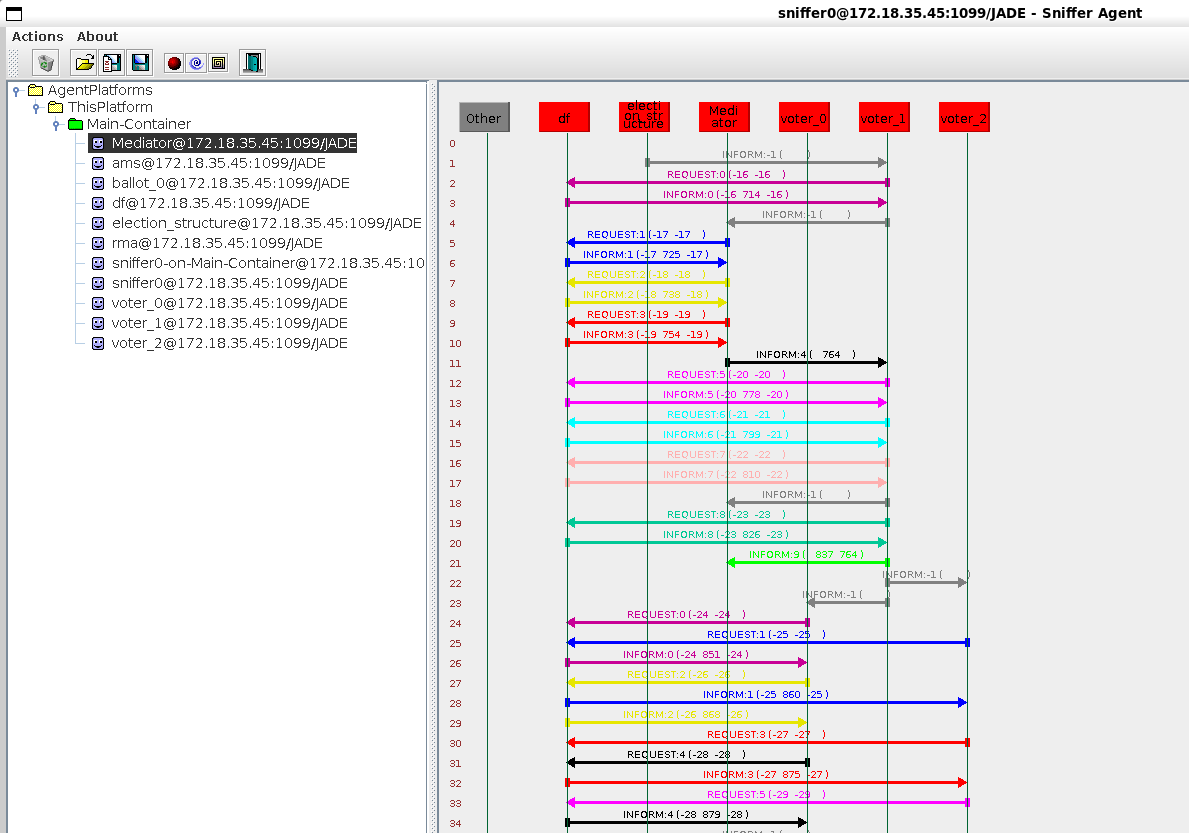 sniffer0@172.18.35.45:1099/JADE - Sniffer Agent
Actions About
AgentPlatforms
ThisPlatform
Main-Container
Mediator@172.18.35.45:1099/JADE
ams@172.18.35.45:1099/JADE
ballot_0@172.18.35.45:1099/JADE
df@172.18.35.45:1099/JADE
election_structure@172.18.35.45:1099/JADE
rma@172.18.35.45:1099/JADE
sniffer0-on-Main-Container@172.18.35.45:10
sniffer0@172.18.35.45:1099/JADE
voter_0@172.18.35.45:1099/JADE
voter_1@172.18.35.45:1099/JADE
voter_2@172.18.35.45:1099/JADE
Other df electi on_str ucture Medi ator voter_0 voter_1 voter_2
0
1 INFORM:-1 ( )
2 REQUEST:0 (-16 -16 )
3 INFORM:0 (-16 714 -16 )
4 INFORM:-1 ( )
5 REQUEST:1 (-17 -17 )
6 INFORM:1 (-17 725 -17 )
7 REQUEST:2 (-18 -18 )
8 INFORM:2 (-18 738 -18 )
9 REQUEST:3 (-19 -19 )
10 INFORM:3 (-19 754 -19 )
11 INFORM:4 ( 764 )
12 REQUEST:5 (-20 -20 )
13 INFORM:5 (-20 778 -20 )
14 REQUEST:6 (-21 -21 )
15 INFORM:6 (-21 799 -21 )
16 REQUEST:7 (-22 -22 )
17 INFORM:7 (-22 810 -22 )
18 INFORM:-1 ( )
19 REQUEST:8 (-23 -23 )
20 INFORM:8 (-23 826 -23 )
21 INFORM:9 ( 837 764 )
22 INFORM:-1 ( )
23 INFORM:-1 ( )
24 REQUEST:0 (-24 -24 )
25 REQUEST:1 (-25 -25 )
26 INFORM:0 (-24 851 -24 )
27 REQUEST:2 (-26 -26 )
28 INFORM:1 (-25 860 -25 )
29 INFORM:2 (-26 868 -26 )
30 REQUEST:3 (-27 -27 )
31 REQUEST:4 (-28 -28 )
32 INFORM:3 (-27 875 -27 )
33 REQUEST:5 (-29 -29 )
34 INFORM:4 (-28 879 -28 )